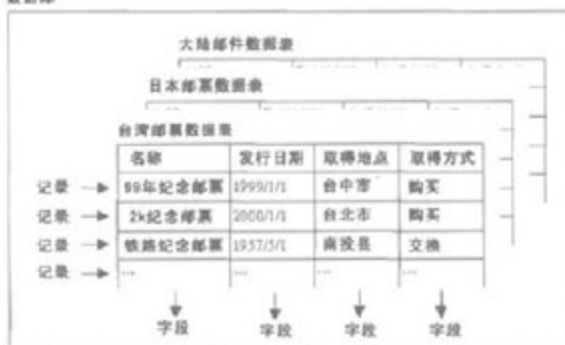 大陆邮件数据表
日本邮票数据表
台湾邮票数据表
名称 发行日期 取得地点 取得方式
记录 99年纪念邮票 1999/1/1 台中市 购买
记录 2k纪念邮票 2000/1/1 台北市 购买
记录 铁路纪念邮票 1957/5/1 南投县 交换
记录 … … … …
字段 字段 字段 字段